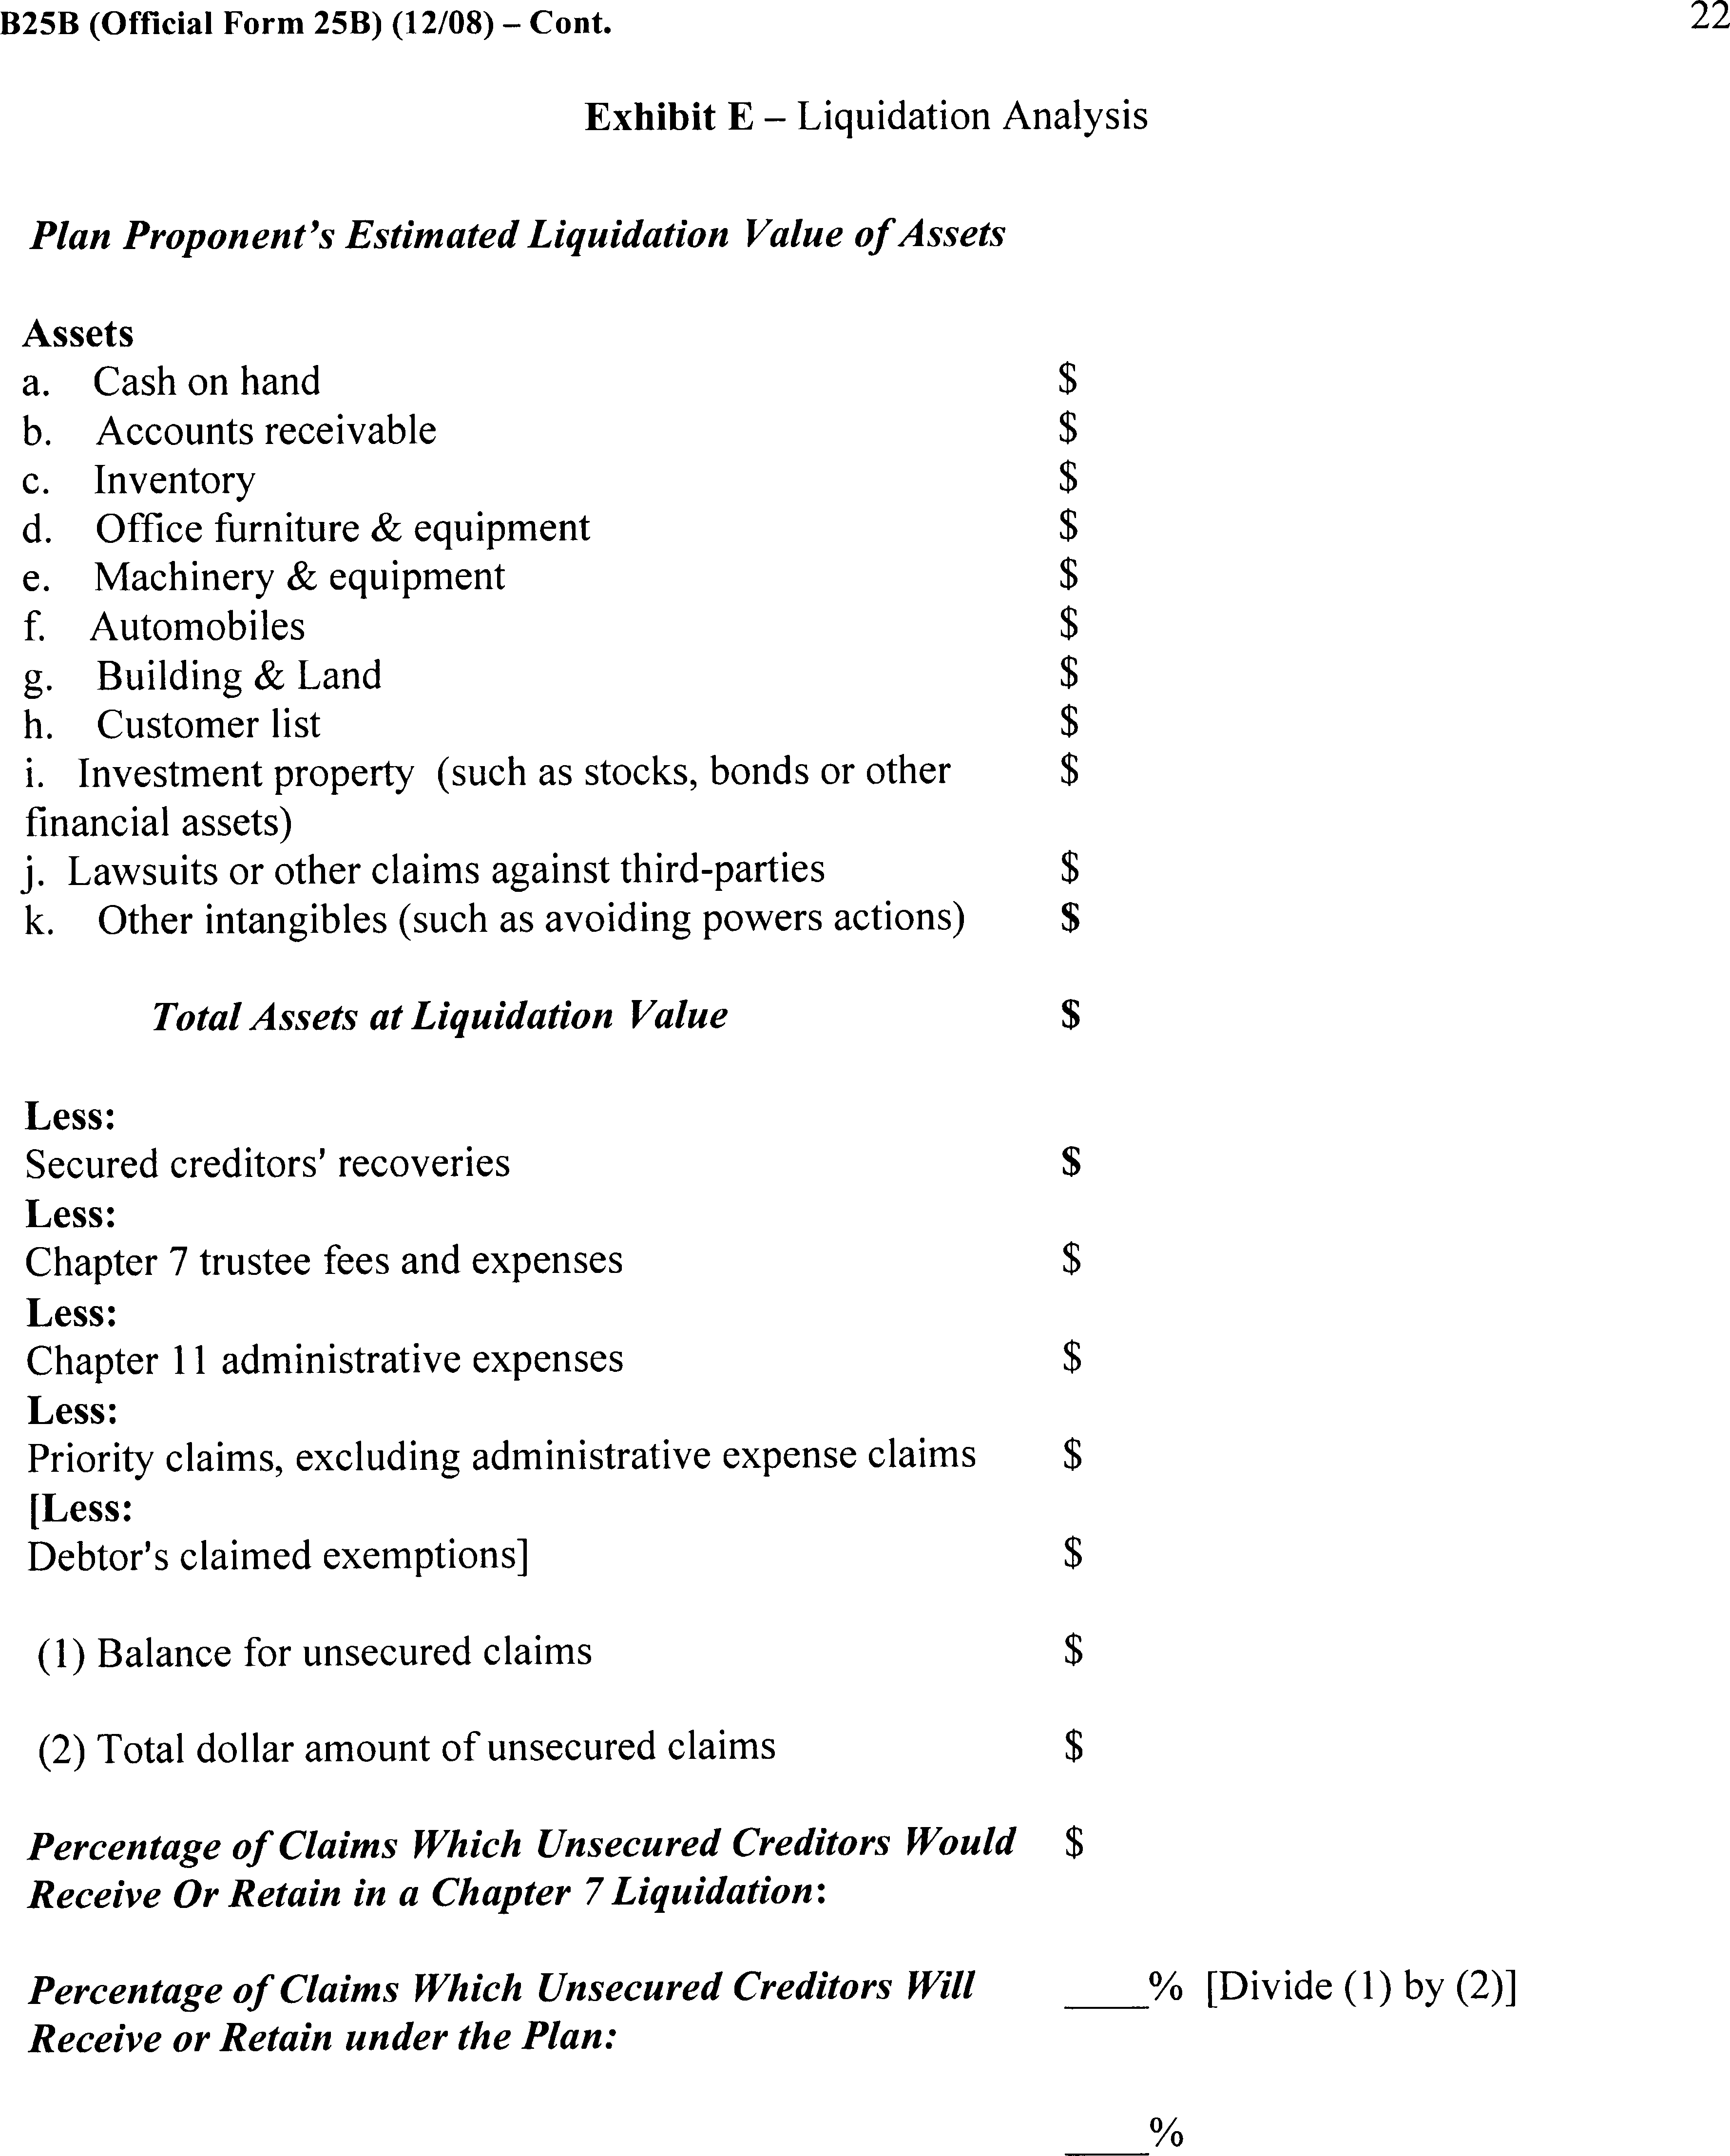 B25B (Official Form 25B) (12/08) – Cont. 22
Exhibit E – Liquidation Analysis
Plan Proponent's Estimated Liquidation Value of Assets
Assets
a. Cash on hand $
b. Accounts receivable $
c. Inventory $
d. Office furniture & equipment $
e. Machinery & equipment $
f. Automobiles $
g. Building & Land $
h. Customer list $
i. Investment property (such as stocks, bonds or other $
financial assets)
j. Lawsuits or other claims against third-parties $
k. Other intangibles (such as avoiding powers actions) $
Total Assets at Liquidation Value $
Less:
Secured creditors' recoveries $
Less:
Chapter 7 trustee fees and expenses $
Less:
Chapter 11 administrative expenses $
Less:
Priority claims, excluding administrative expense claims $
[Less:
Debtor's claimed exemptions] $
(1) Balance for unsecured claims $
(2) Total dollar amount of unsecured claims $
Percentage of Claims Which Unsecured Creditors Would $
Receive Or Retain in a Chapter 7 Liquidation:
Percentage of Claims Which Unsecured Creditors Will ____% [Divide (1) by (2)]
Receive or Retain under the Plan:
____%